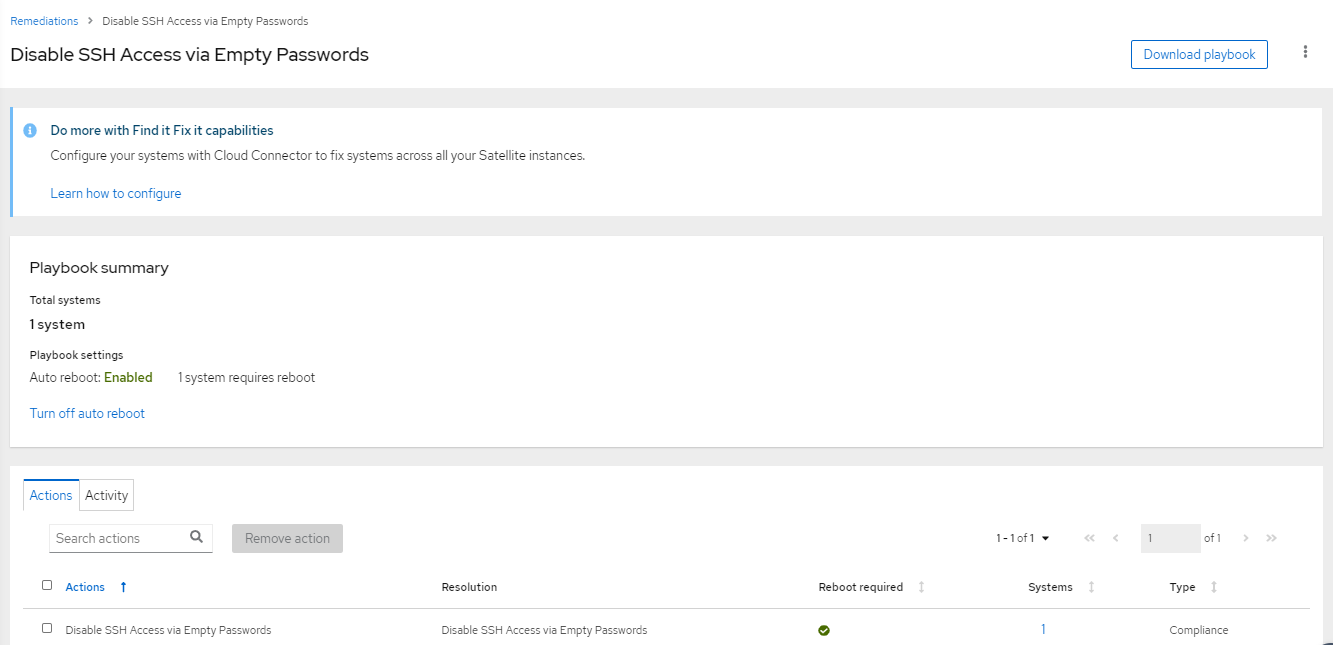 Remediations > Disable SSH Access via Empty Passwords
Disable SSH Access via Empty Passwords
Download playbook
Do more with Find it Fix it capabilities
Configure your systems with Cloud Connector to fix systems across all your Satellite instances.
Learn how to configure
Playbook summary
Total systems
1 system
Playbook settings
Auto reboot: Enabled 1 system requires reboot
Turn off auto reboot
Actions Activity
Search actions Remove action 1 - 1 of 1 1 of 1
Actions Resolution Reboot required Systems Type
Disable SSH Access via Empty Passwords Disable SSH Access via Empty Passwords 1 Compliance